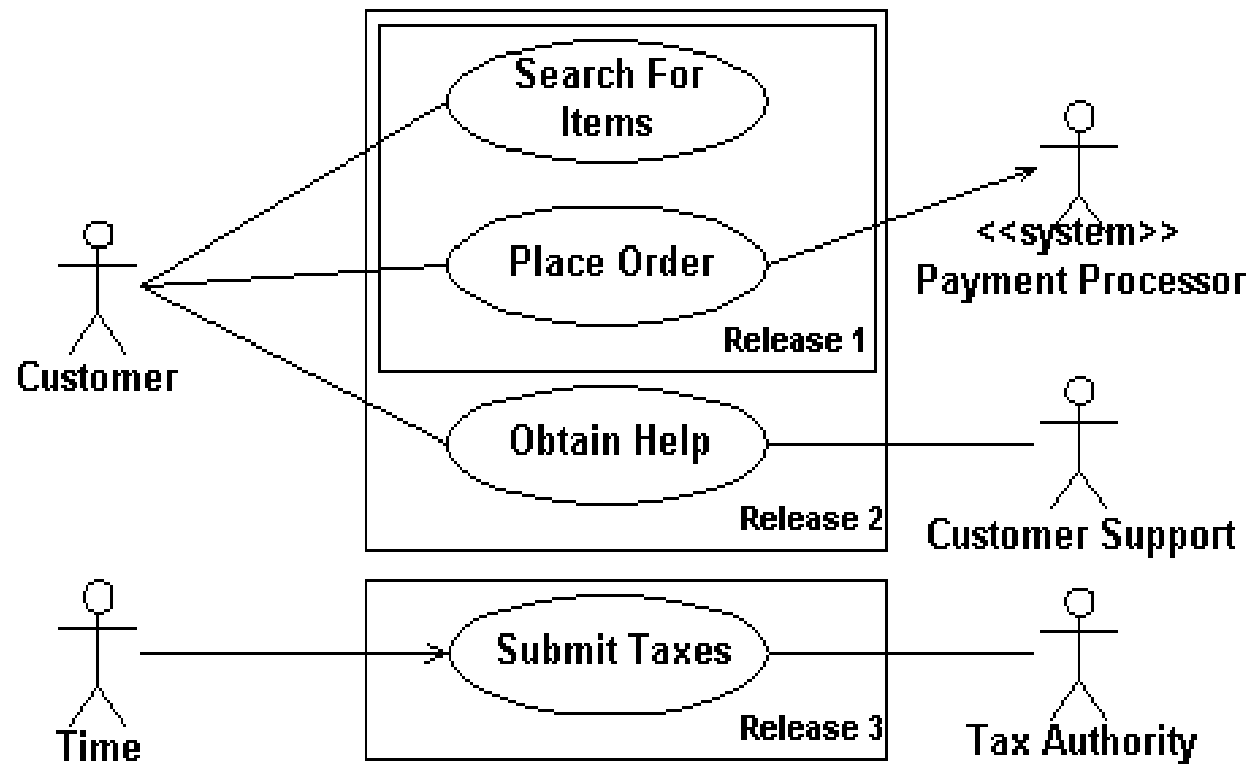 Search For
Items
Place Order
Release 1
<<system>>
Payment Processor
Customer
Obtain Help
Release 2
Customer Support
Submit Taxes
Release 3
Time
Tax Authority